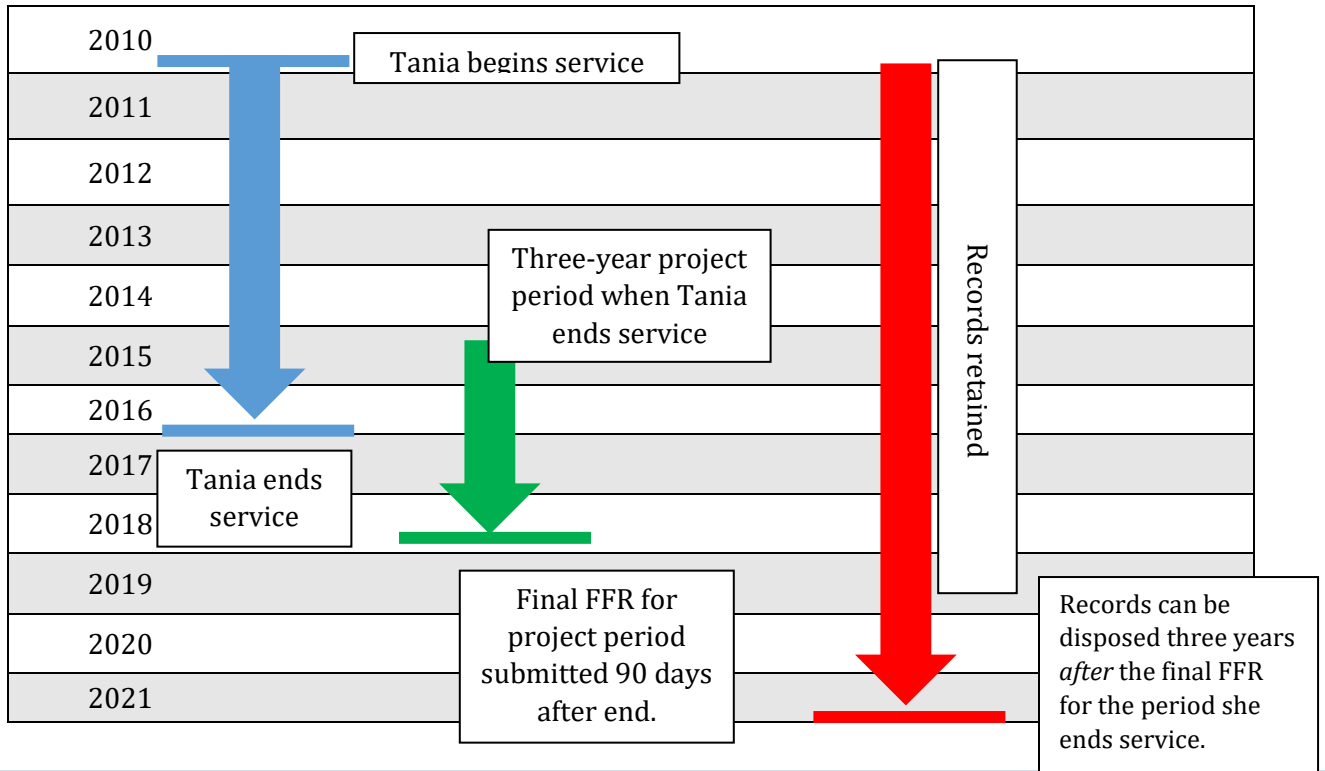 2010
Tania begins service
2011
2012
2013
Three-year project
period when Tania
ends service
2014
2015
2016
2017
Tania ends
service
2018
Records retained
2019
Final FFR for
project period
submitted 90 days
after end.
2020
2021
Records can be
disposed three years
after the final FFR
for the period she
ends service.